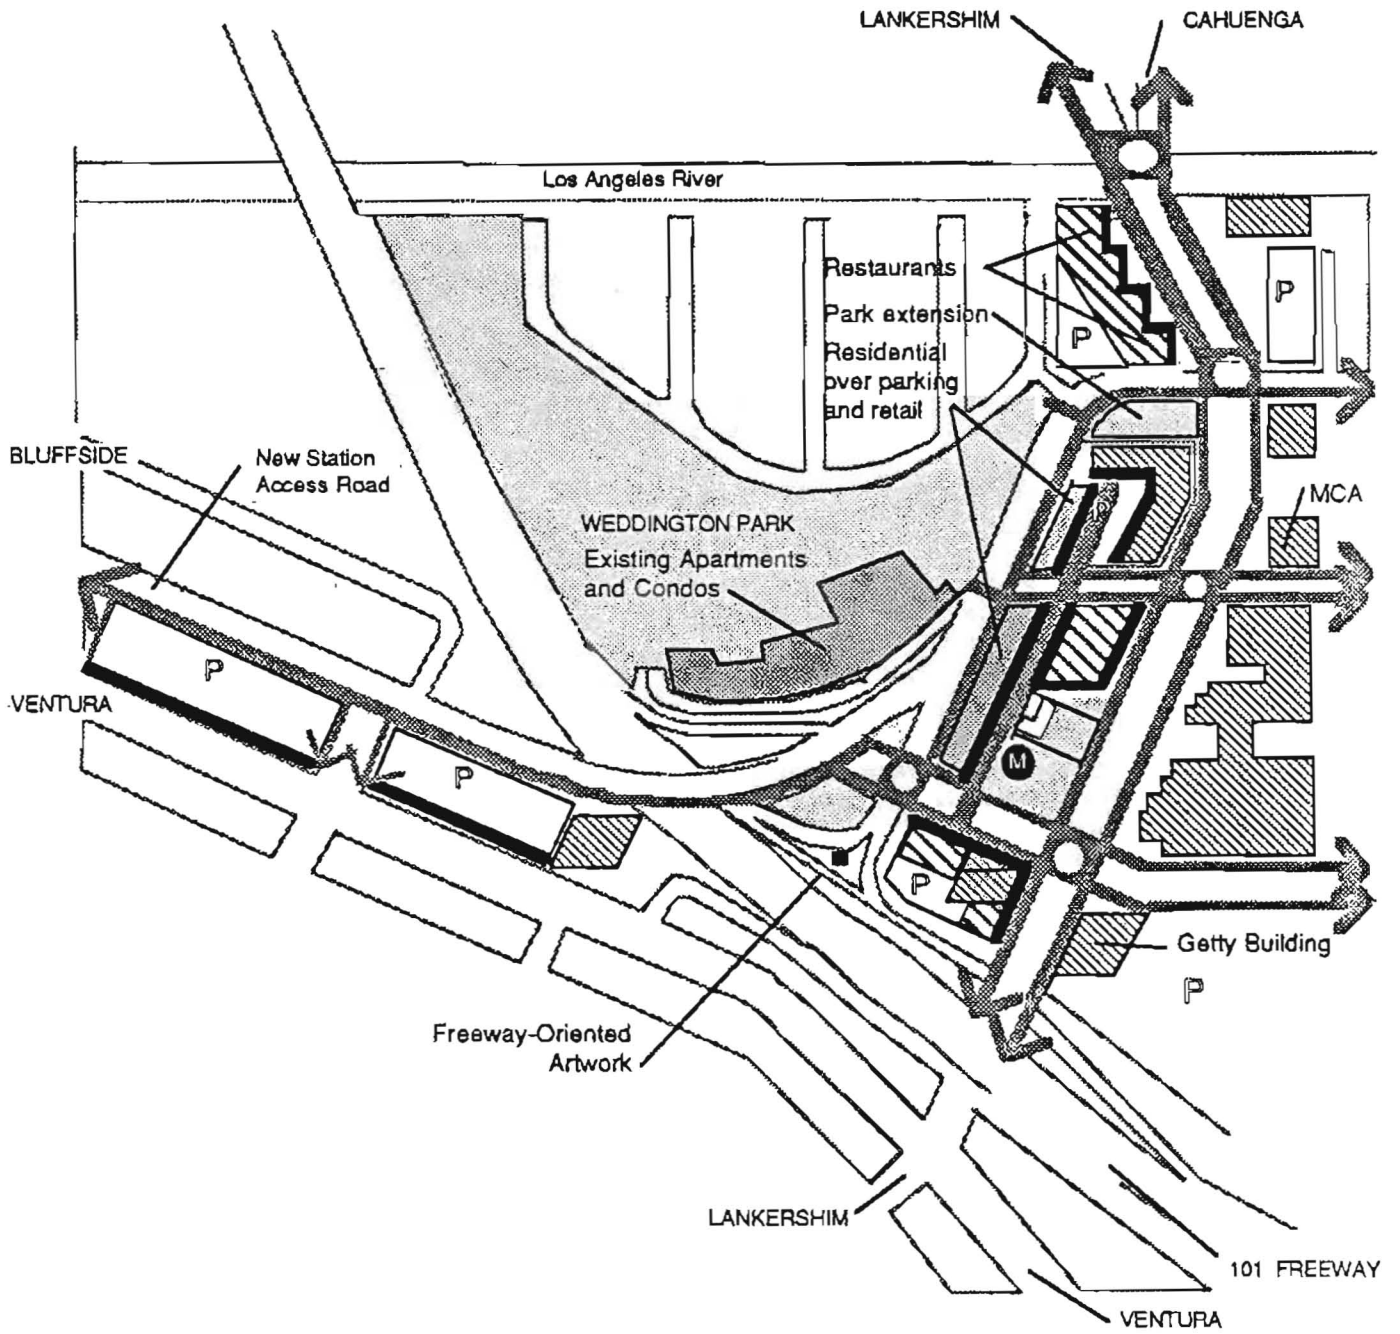 LANKERSHIM
CAHUENGA
Los Angeles River
Restaurants
P
Park extension
P
Residential
over parking
and retail
BLUFFSIDE
New Station
Access Road
MCA
P
WEDDINGTON PARK
Existing Apartments
and Condos
P
VENTURA
P
M
P
Getty Building
P
Freeway-Oriented
Artwork
LANKERSHIM
101 FREEWAY
VENTURA